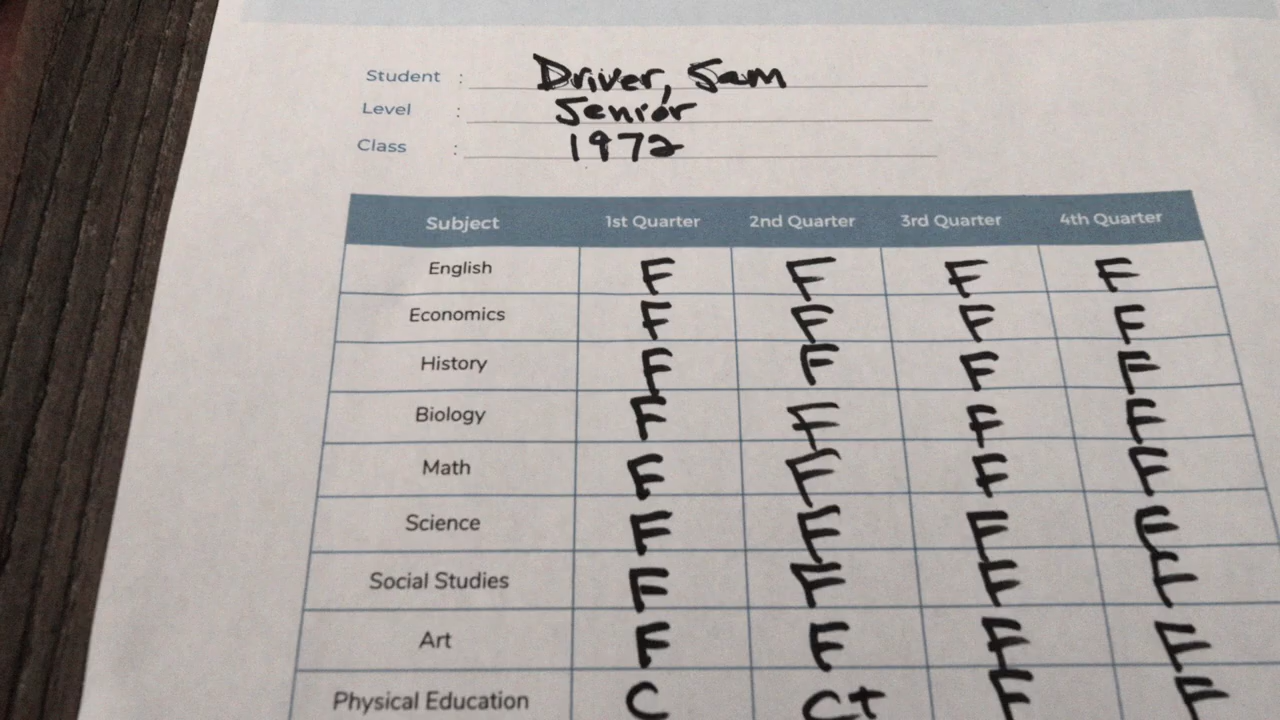 Student : Driver, Sam
Level : Senior
Class : 1972
Subject 1st Quarter 2nd Quarter 3rd Quarter 4th Quarter
English F F F F
Economics F F F F
History F F F F
Biology F F F F
Math F F F F
Science F F F F
Social Studies F F F F
Art F F F F
Physical Education C C+ F F